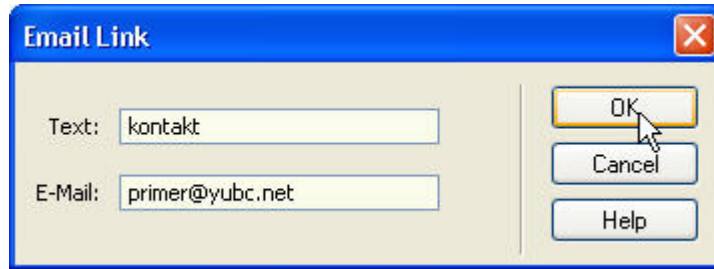 Email Link
Text: kontakt
OK
Cancel
E-Mail: primer@yubc.net
Help